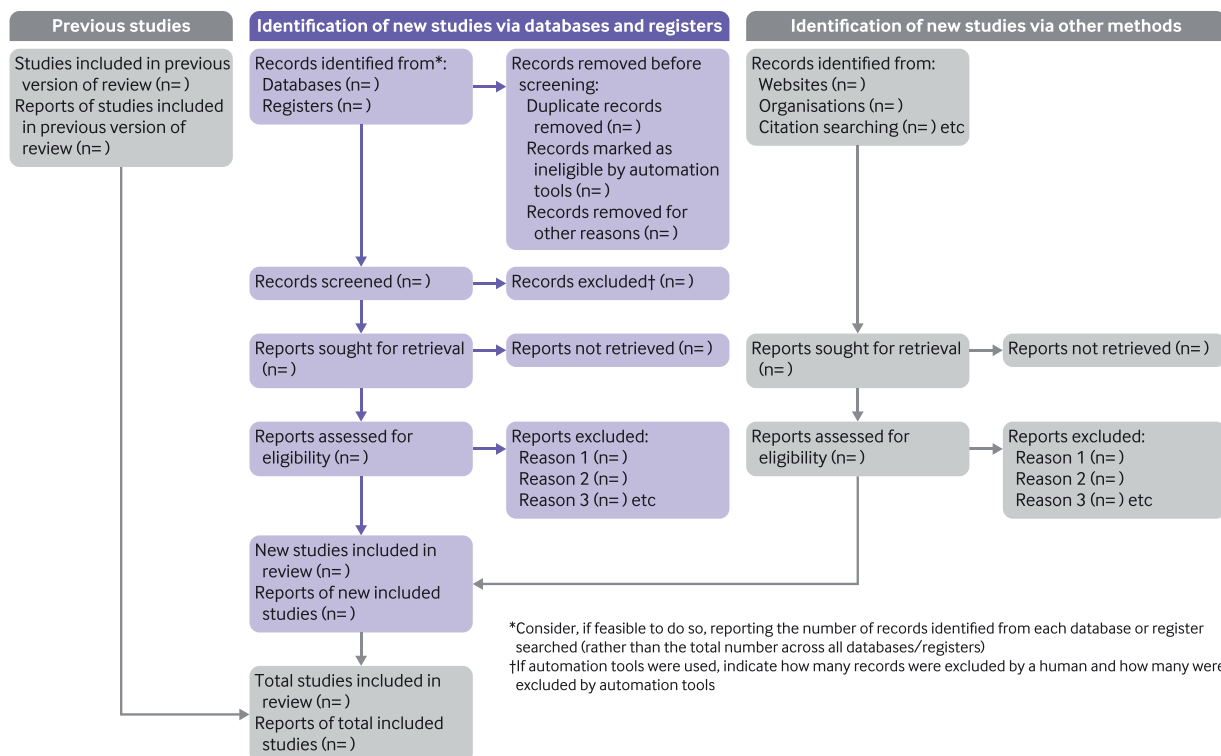 Previous studies
Studies included in previous
version of review (n= )
Reports of studies included
in previous version of
review (n= )
Identification of new studies via databases and registers
Records identified from*:
Databases (n= )
Registers (n= )
Records removed before
screening:
Duplicate records
removed (n= )
Records marked as
ineligible by automation
tools (n= )
Records removed for
other reasons (n= )
Records screened (n= )
Records excluded† (n= )
Reports sought for retrieval
(n= )
Reports not retrieved (n= )
Reports assessed for
eligibility (n= )
Reports excluded:
Reason 1 (n= )
Reason 2 (n= )
Reason 3 (n= ) etc
New studies included in
review (n= )
Reports of new included
studies (n= )
Total studies included in
review (n= )
Reports of total included
studies (n= )
Identification of new studies via other methods
Records identified from:
Websites (n= )
Organisations (n= )
Citation searching (n= ) etc
Reports sought for retrieval
(n= )
Reports not retrieved (n= )
Reports assessed for
eligibility (n= )
Reports excluded:
Reason 1 (n= )
Reason 2 (n= )
Reason 3 (n= ) etc
*Consider, if feasible to do so, reporting the number of records identified from each database or register
searched (rather than the total number across all databases/registers)
†If automation tools were used, indicate how many records were excluded by a human and how many were
excluded by automation tools